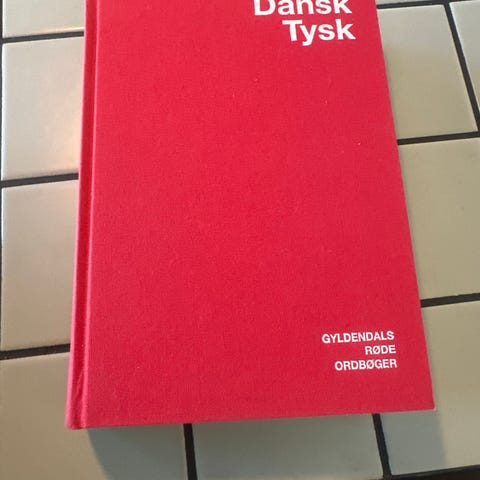 Dansk
Tysk
GYLDENDALS
RØDE
ORDBØGER